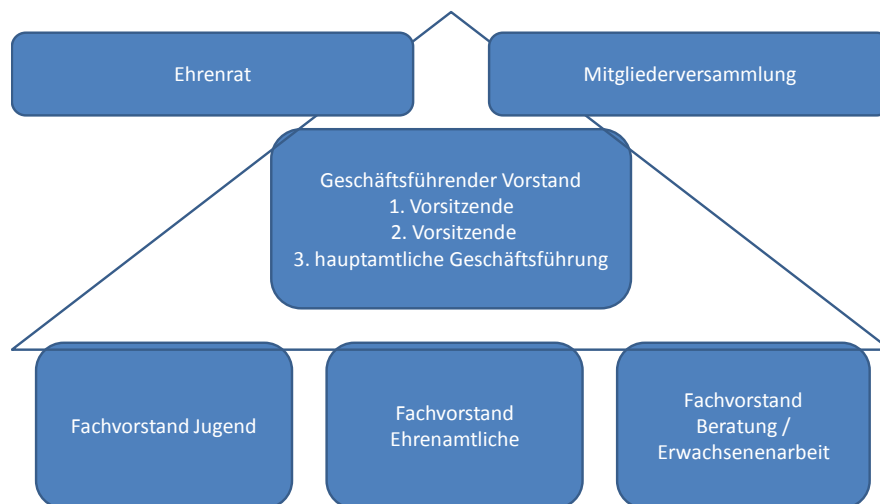 Ehrenrat
Mitgliederversammlung
Geschäftsführender Vorstand
1. Vorsitzende
2. Vorsitzende
3. hauptamtliche Geschäftsführung
Fachvorstand Jugend
Fachvorstand
Ehrenamtliche
Fachvorstand
Beratung /
Erwachsenenarbeit